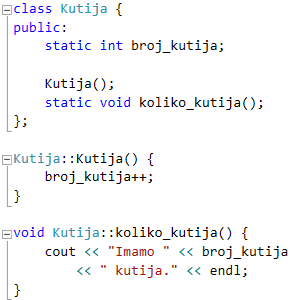 class Kutija {
public:
    static int broj_kutija;

    Kutija();
    static void koliko_kutija();
};

Kutija::Kutija() {
    broj_kutija++;
}

void Kutija::koliko_kutija() {
    cout << "Imamo " << broj_kutija
        << " kutija." << endl;
}